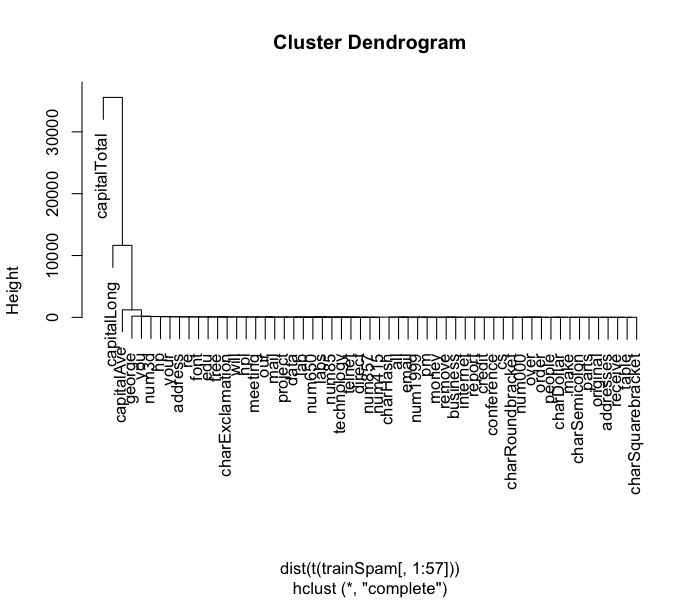 Cluster Dendrogram
Height
0
10000
20000
30000
capitalTotal
capitalLong
capitalAve
george
you
num3d
hp
your
address
re
font
edu
free
charExclamation
will
hpl
meeting
our
mail
project
data
lab
num650
labs
num85
technology
telnet
direct
num857
num415
charHash
all
email
num1999
pm
money
remove
business
internet
report
credit
conference
cs
charRoundbracket
num000
over
order
people
charDollar
make
charSemicolon
parts
original
addresses
receive
table
charSquarebracket
dist(t(trainSpam[, 1:57]))
hclust (*, "complete")